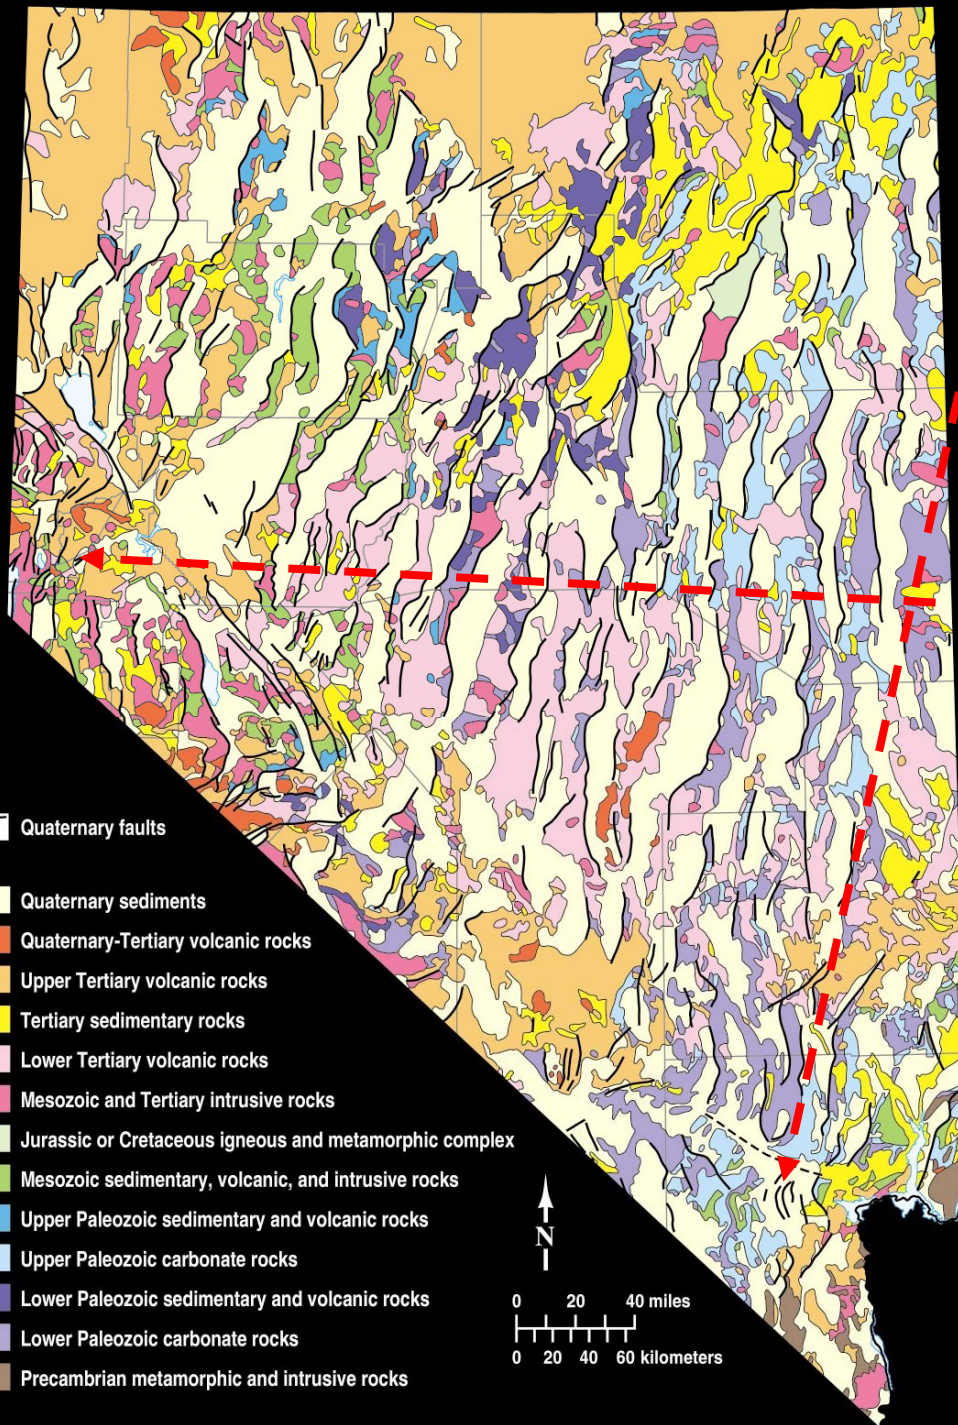 Quaternary faults
Quaternary sediments
Quaternary-Tertiary volcanic rocks
Upper Tertiary volcanic rocks
Tertiary sedimentary rocks
Lower Tertiary volcanic rocks
Mesozoic and Tertiary intrusive rocks
Jurassic or Cretaceous igneous and metamorphic complex
Mesozoic sedimentary, volcanic, and intrusive rocks
Upper Paleozoic sedimentary and volcanic rocks
Upper Paleozoic carbonate rocks
Lower Paleozoic sedimentary and volcanic rocks
Lower Paleozoic carbonate rocks
Precambrian metamorphic and intrusive rocks
N
0 20 40 miles
0 20 40 60 kilometers